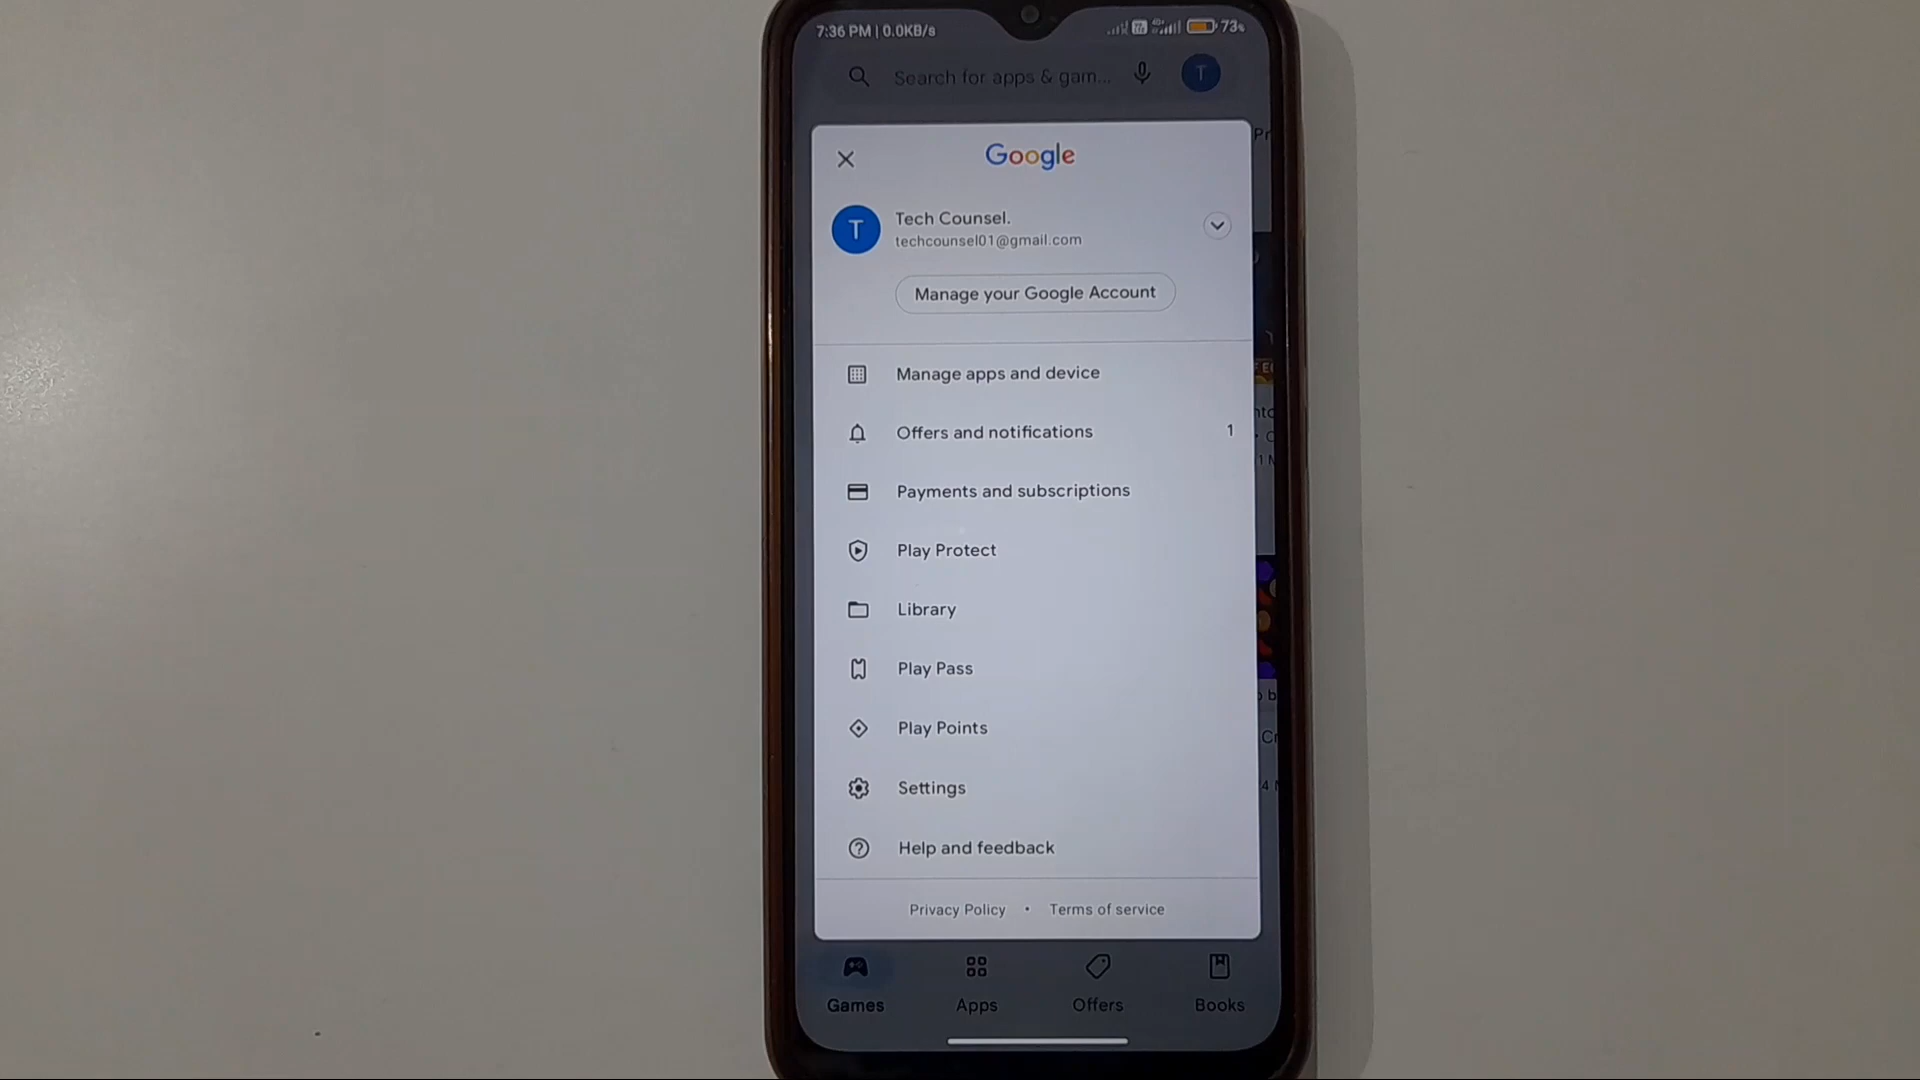 7:36 PM | 0.0KB/s
73%
Search for apps & gam...
T
Google
T
Tech Counsel.
techcounsel01@gmail.com
Manage your Google Account
Manage apps and device
Offers and notifications 1
Payments and subscriptions
Play Protect
Library
Play Pass
Play Points
Settings
Help and feedback
Privacy Policy • Terms of service
Games Apps Offers Books